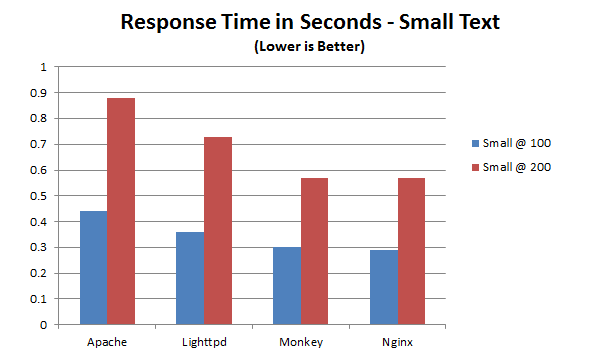 Response Time in Seconds - Small Text
(Lower is Better)
1
0.9
0.8
0.7
0.6
0.5
0.4
0.3
0.2
0.1
0
Apache Lighttpd Monkey Nginx
Small @ 100
Small @ 200